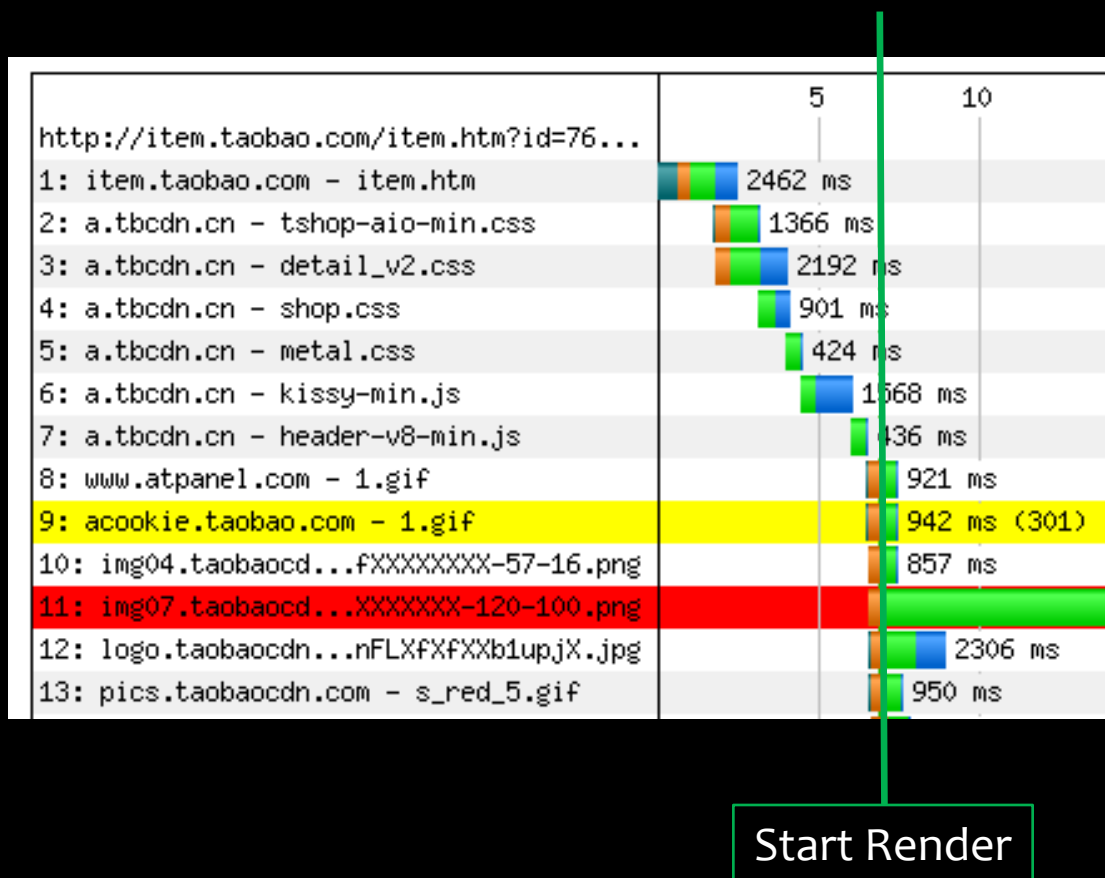 5 10
http://item.taobao.com/item.htm?id=76...
1: item.taobao.com - item.htm 2462 ms
2: a.tbcdn.cn - tshop-aio-min.css 1366 ms
3: a.tbcdn.cn - detail_v2.css 2192 ms
4: a.tbcdn.cn - shop.css 901 ms
5: a.tbcdn.cn - metal.css 424 ms
6: a.tbcdn.cn - kissy-min.js 1568 ms
7: a.tbcdn.cn - header-v8-min.js 436 ms
8: www.atpanel.com - 1.gif 921 ms
9: acookie.taobao.com - 1.gif 942 ms (301)
10: img04.taobaocd...fXXXXXXXX-57-16.png 857 ms
11: img07.taobaocd...XXXXXXX-120-100.png
12: logo.taobaocdn...nFLXfXfXXb1upjX.jpg 2306 ms
13: pics.taobaocdn.com - s_red_5.gif 950 ms
Start Render